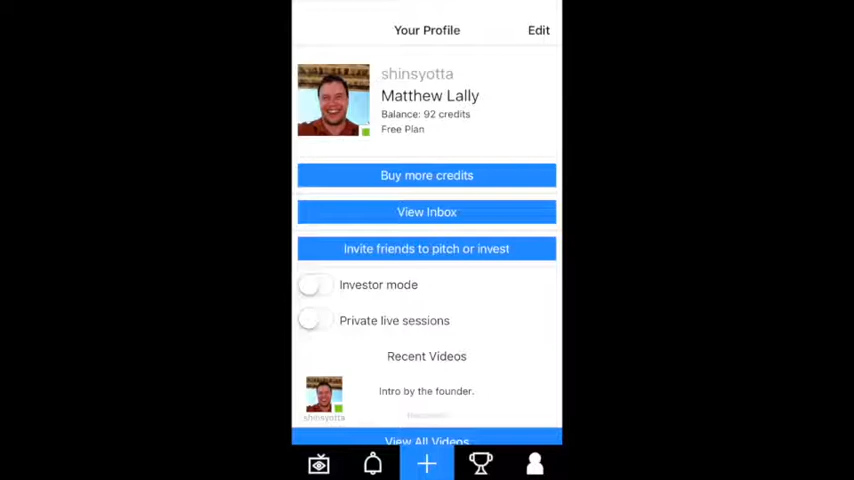 Your Profile
Edit
shinsyotta
Matthew Lally
Balance: 92 credits
Free Plan
Buy more credits
View Inbox
Invite friends to pitch or invest
Investor mode
Private live sessions
Recent Videos
Intro by the founder.
shinsyotta
View All Videos